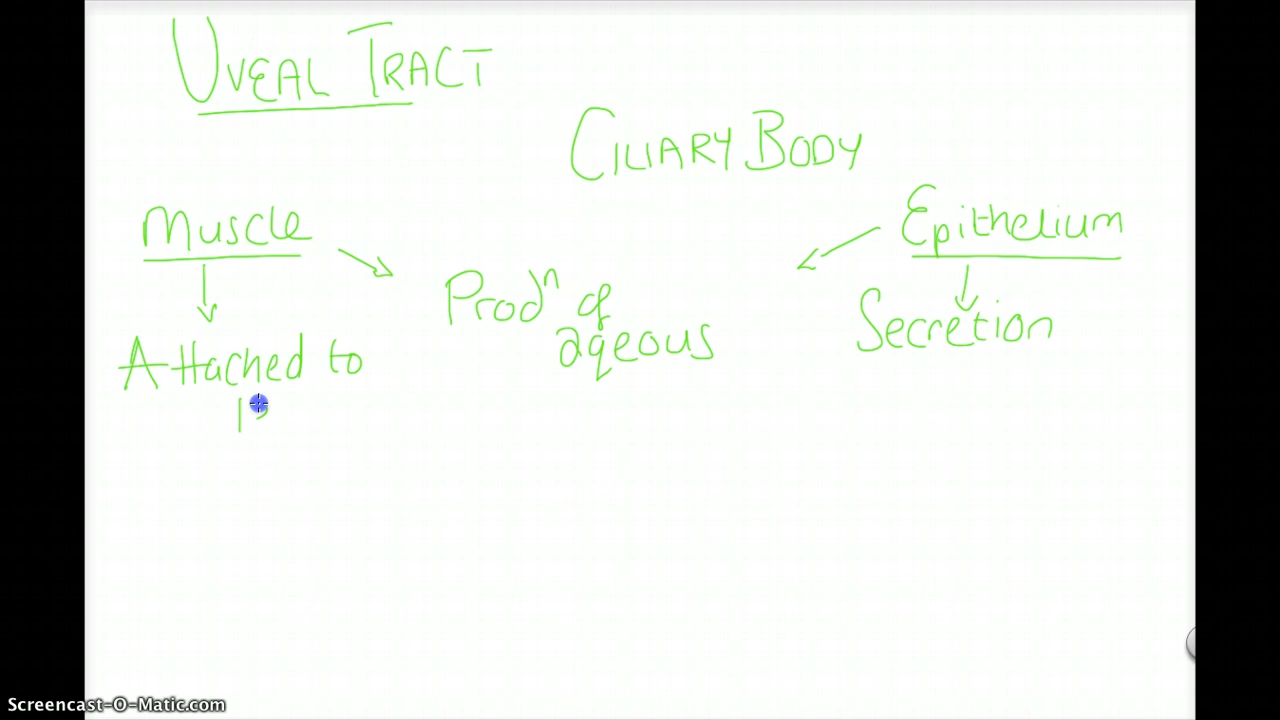 UVEAL TRACT
CILIARY BODY
Muscle
Epithelium
Prodⁿ of
aqeous
Secretion
Attached to
Screencast-O-Matic.com